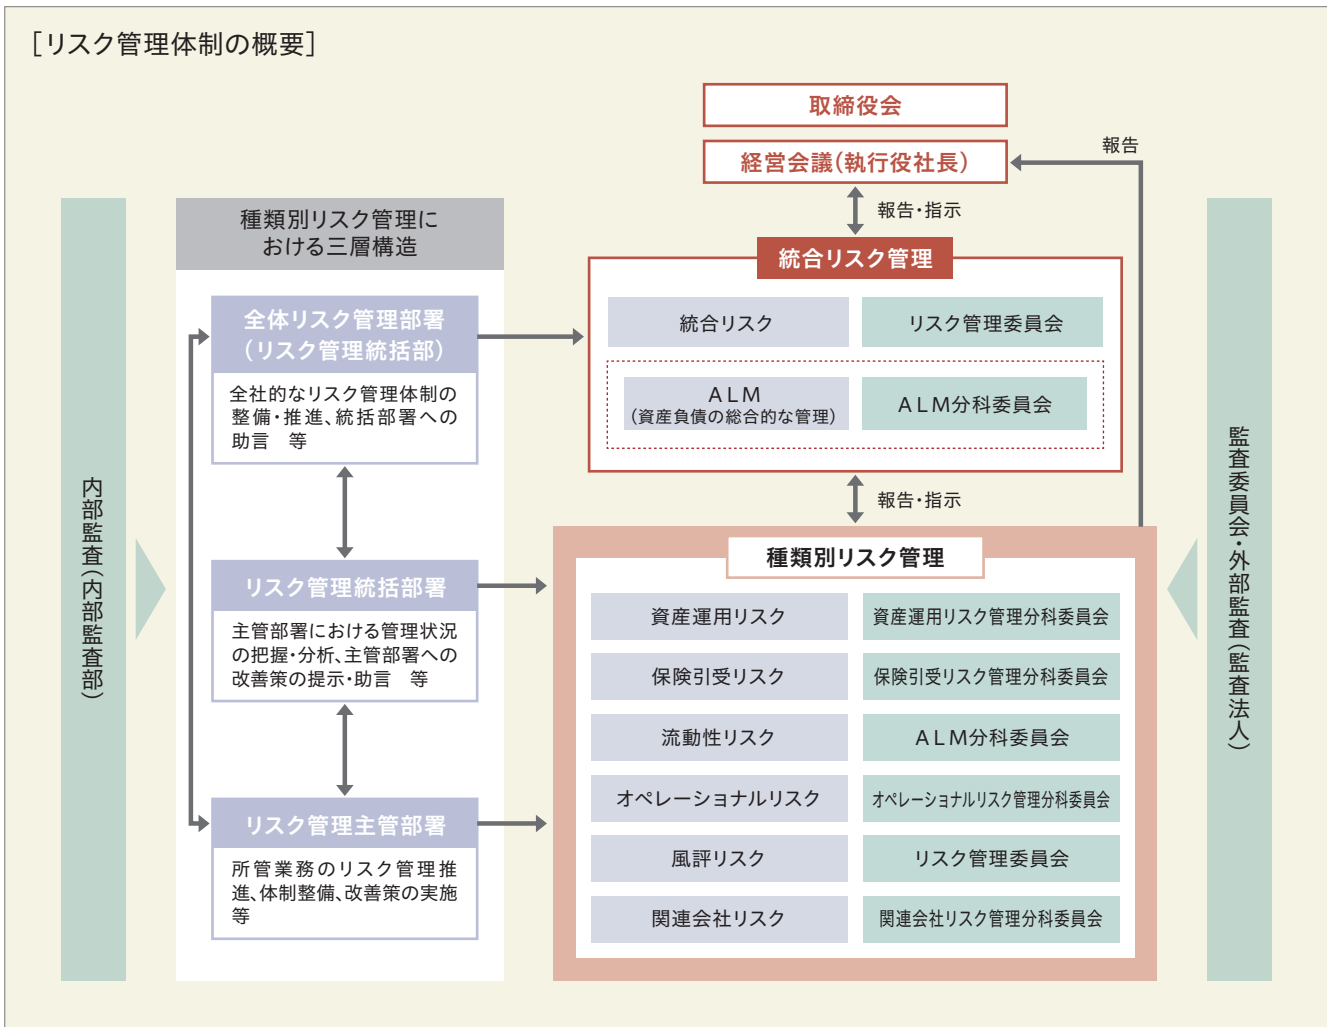 ［リスク管理体制の概要］
取締役会
経営会議(執行役社長)
報告
報告・指示
内部監査(内部監査部)
種類別リスク管理に
おける三層構造
全体リスク管理部署
(リスク管理統括部)
全社的なリスク管理体制の
整備・推進、統括部署への
助言　等
リスク管理統括部署
主管部署における管理状況
の把握・分析、主管部署への
改善策の提示・助言　等
リスク管理主管部署
所管業務のリスク管理推
進、体制整備、改善策の実施
等
統合リスク管理
統合リスク
リスク管理委員会
ALM
(資産負債の総合的な管理)
ALM分科委員会
報告・指示
種類別リスク管理
資産運用リスク
資産運用リスク管理分科委員会
保険引受リスク
保険引受リスク管理分科委員会
流動性リスク
ALM分科委員会
オペレーショナルリスク
オペレーショナルリスク管理分科委員会
風評リスク
リスク管理委員会
関連会社リスク
関連会社リスク管理分科委員会
監査委員会・外部監査(監査法人)